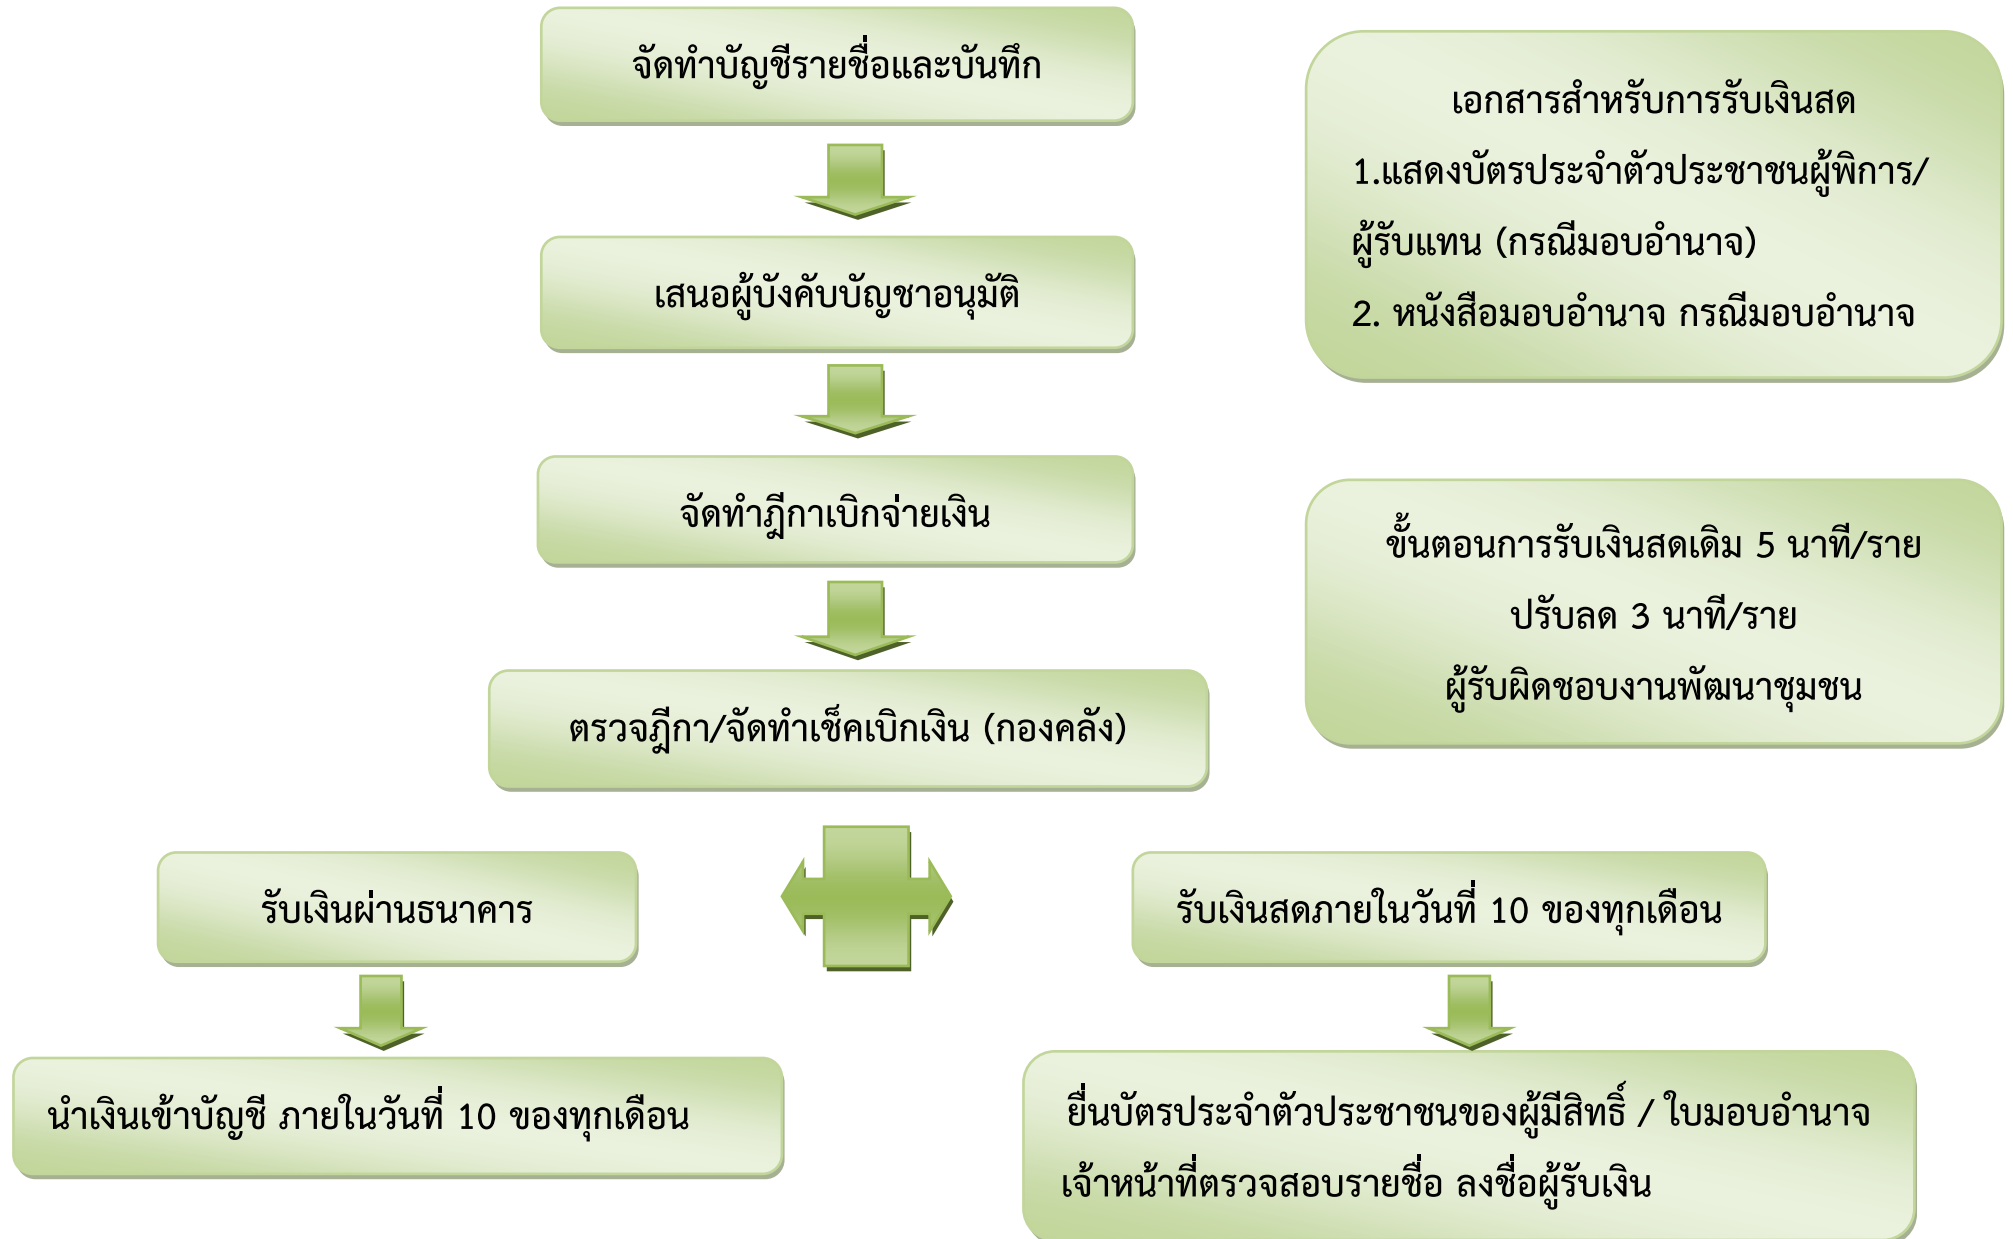 จัดทำบัญชีรายชื่อและบันทึก
เสนอผู้บังคับบัญชาอนุมัติ
จัดทำฎีกาเบิกจ่ายเงิน
ตรวจฎีกา/จัดทำเช็คเบิกเงิน (กองคลัง)
รับเงินผ่านธนาคาร
นำเงินเข้าบัญชี ภายในวันที่ 10 ของทุกเดือน
รับเงินสดภายในวันที่ 10 ของทุกเดือน
ยื่นบัตรประจำตัวประชาชนของผู้มีสิทธิ์ / ใบมอบอำนาจ
เจ้าหน้าที่ตรวจสอบรายชื่อ ลงชื่อผู้รับเงิน
เอกสารสำหรับการรับเงินสด
1.แสดงบัตรประจำตัวประชาชนผู้พิการ/
ผู้รับแทน (กรณีมอบอำนาจ)
2. หนังสือมอบอำนาจ กรณีมอบอำนาจ
ขั้นตอนการรับเงินสดเดิม 5 นาที/ราย
ปรับลด 3 นาที/ราย
ผู้รับผิดชอบงานพัฒนาชุมชน